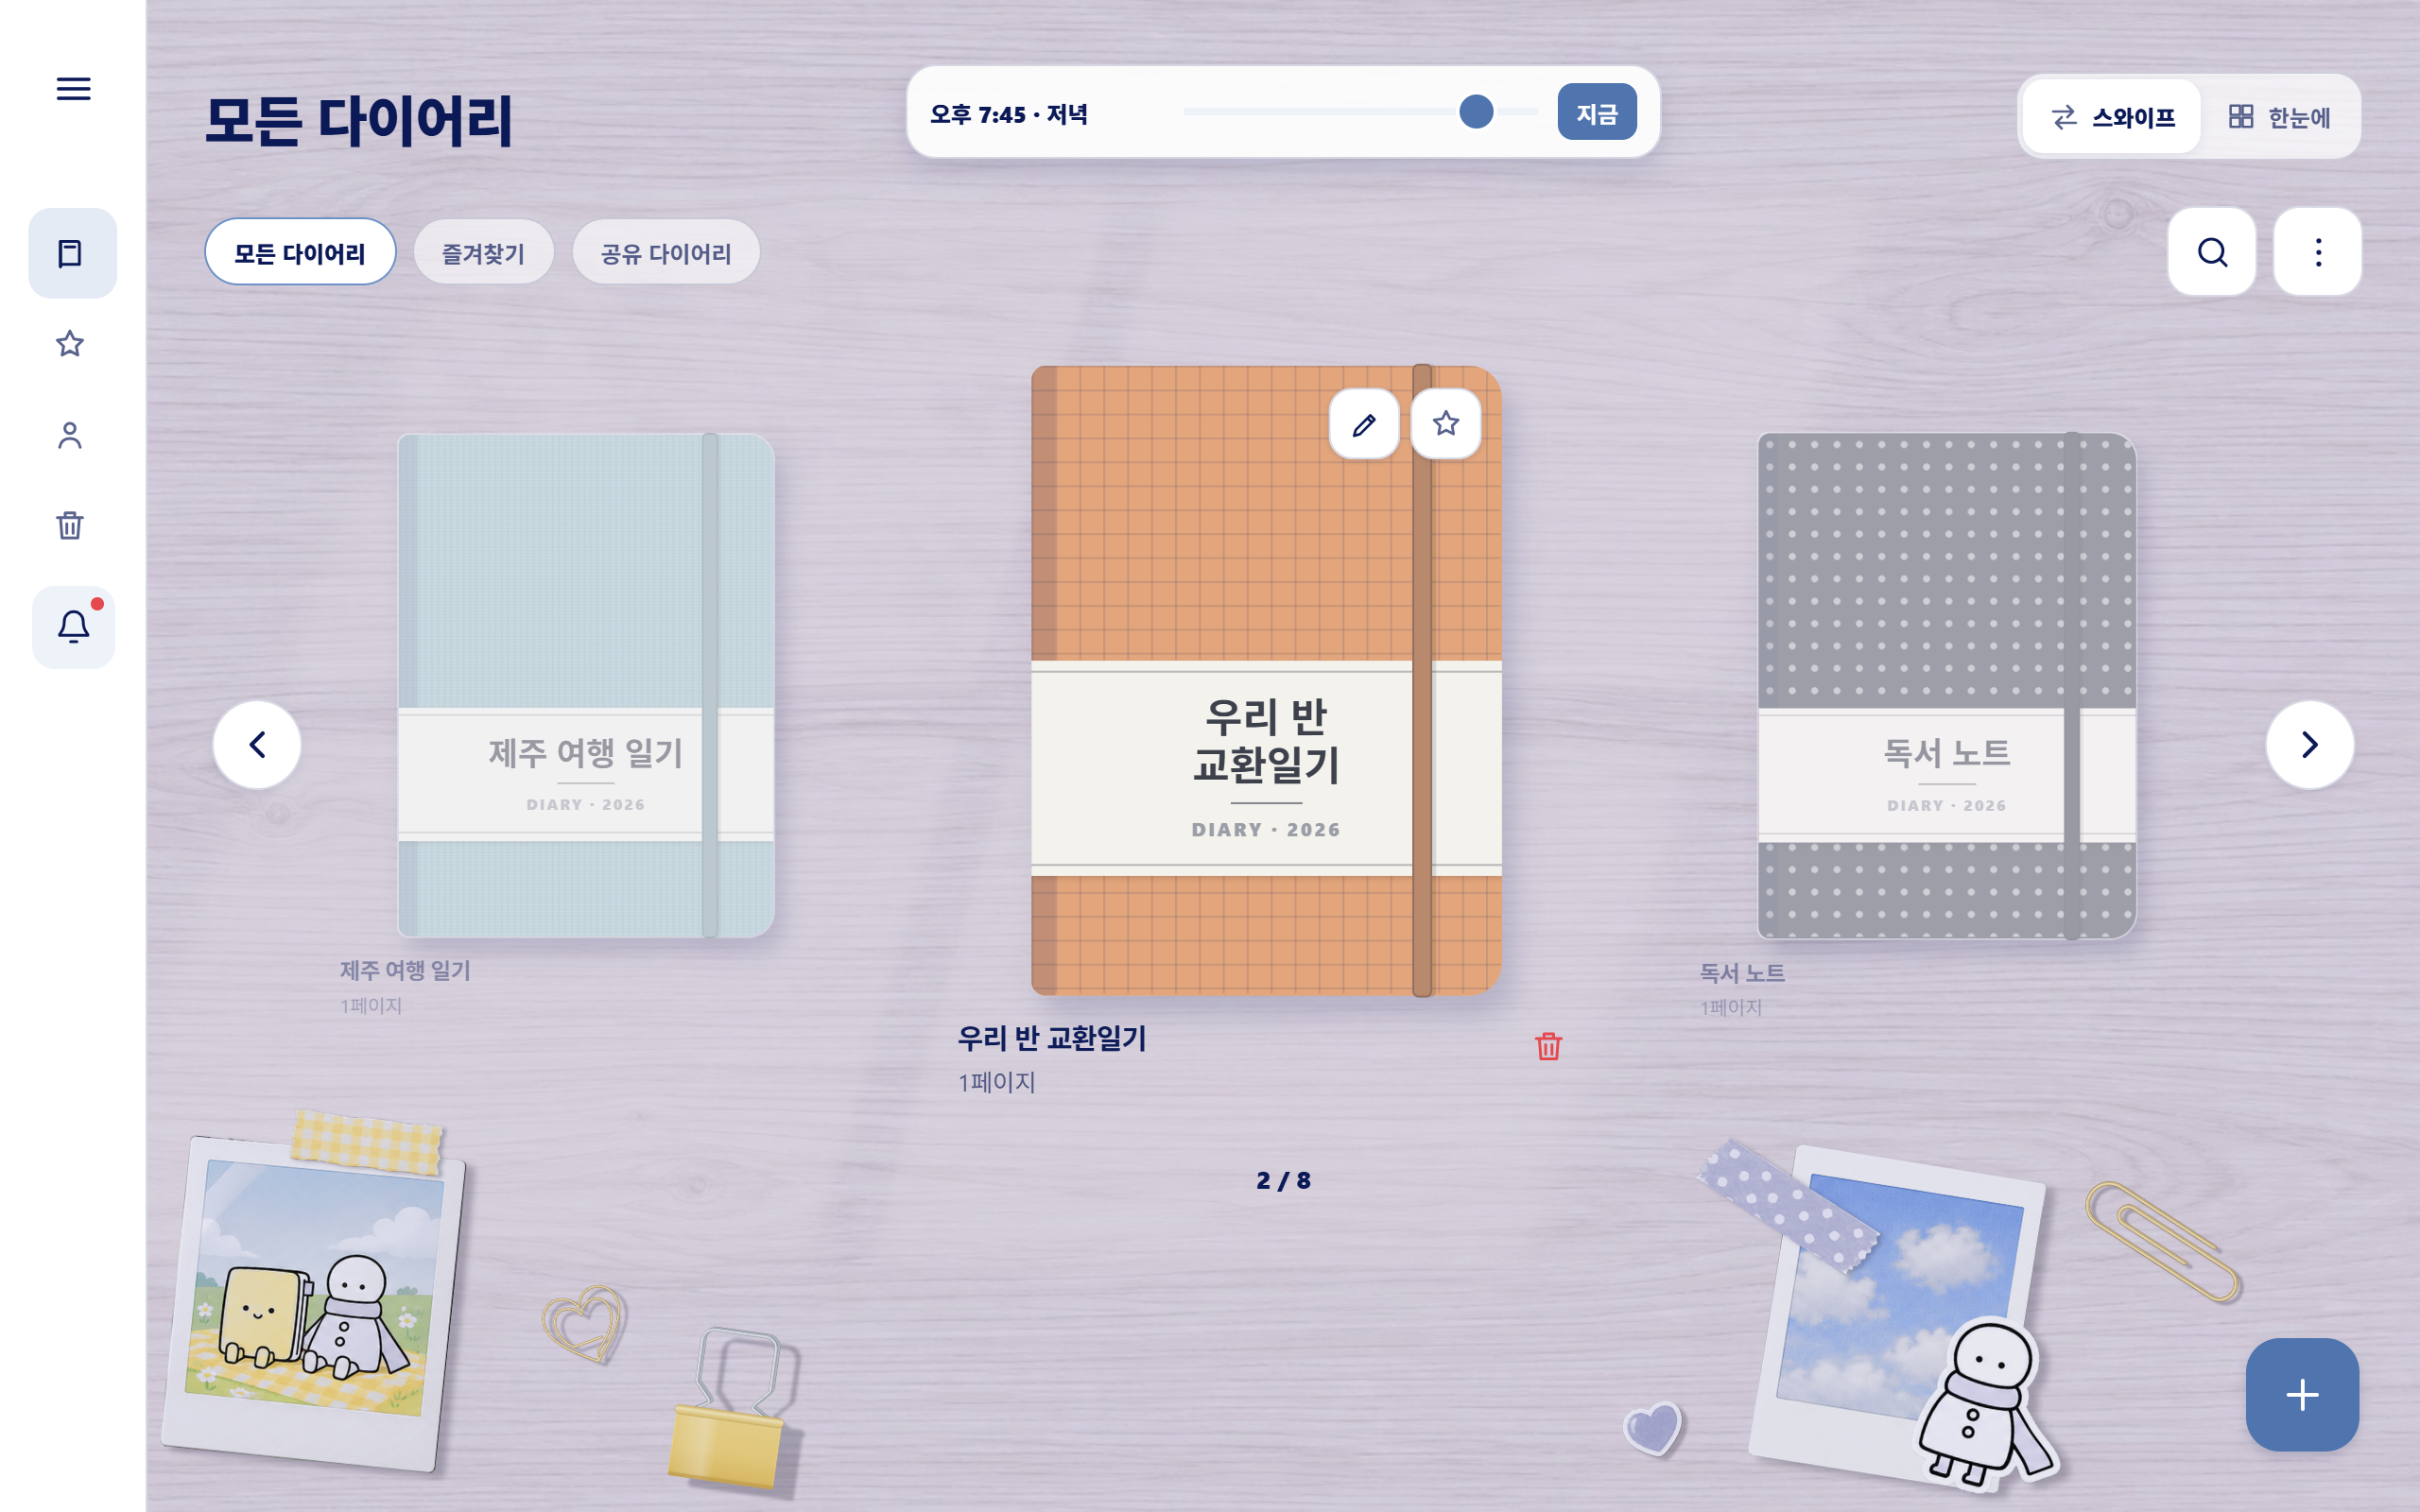 모든 다이어리
오후 7:45 · 저녁
지금
스와이프
한눈에
모든 다이어리
즐겨찾기
공유 다이어리
제주 여행 일기
DIARY · 2026
제주 여행 일기
1페이지
우리 반
교환일기
DIARY · 2026
우리 반 교환일기
1페이지
독서 노트
DIARY · 2026
독서 노트
1페이지
2 / 8